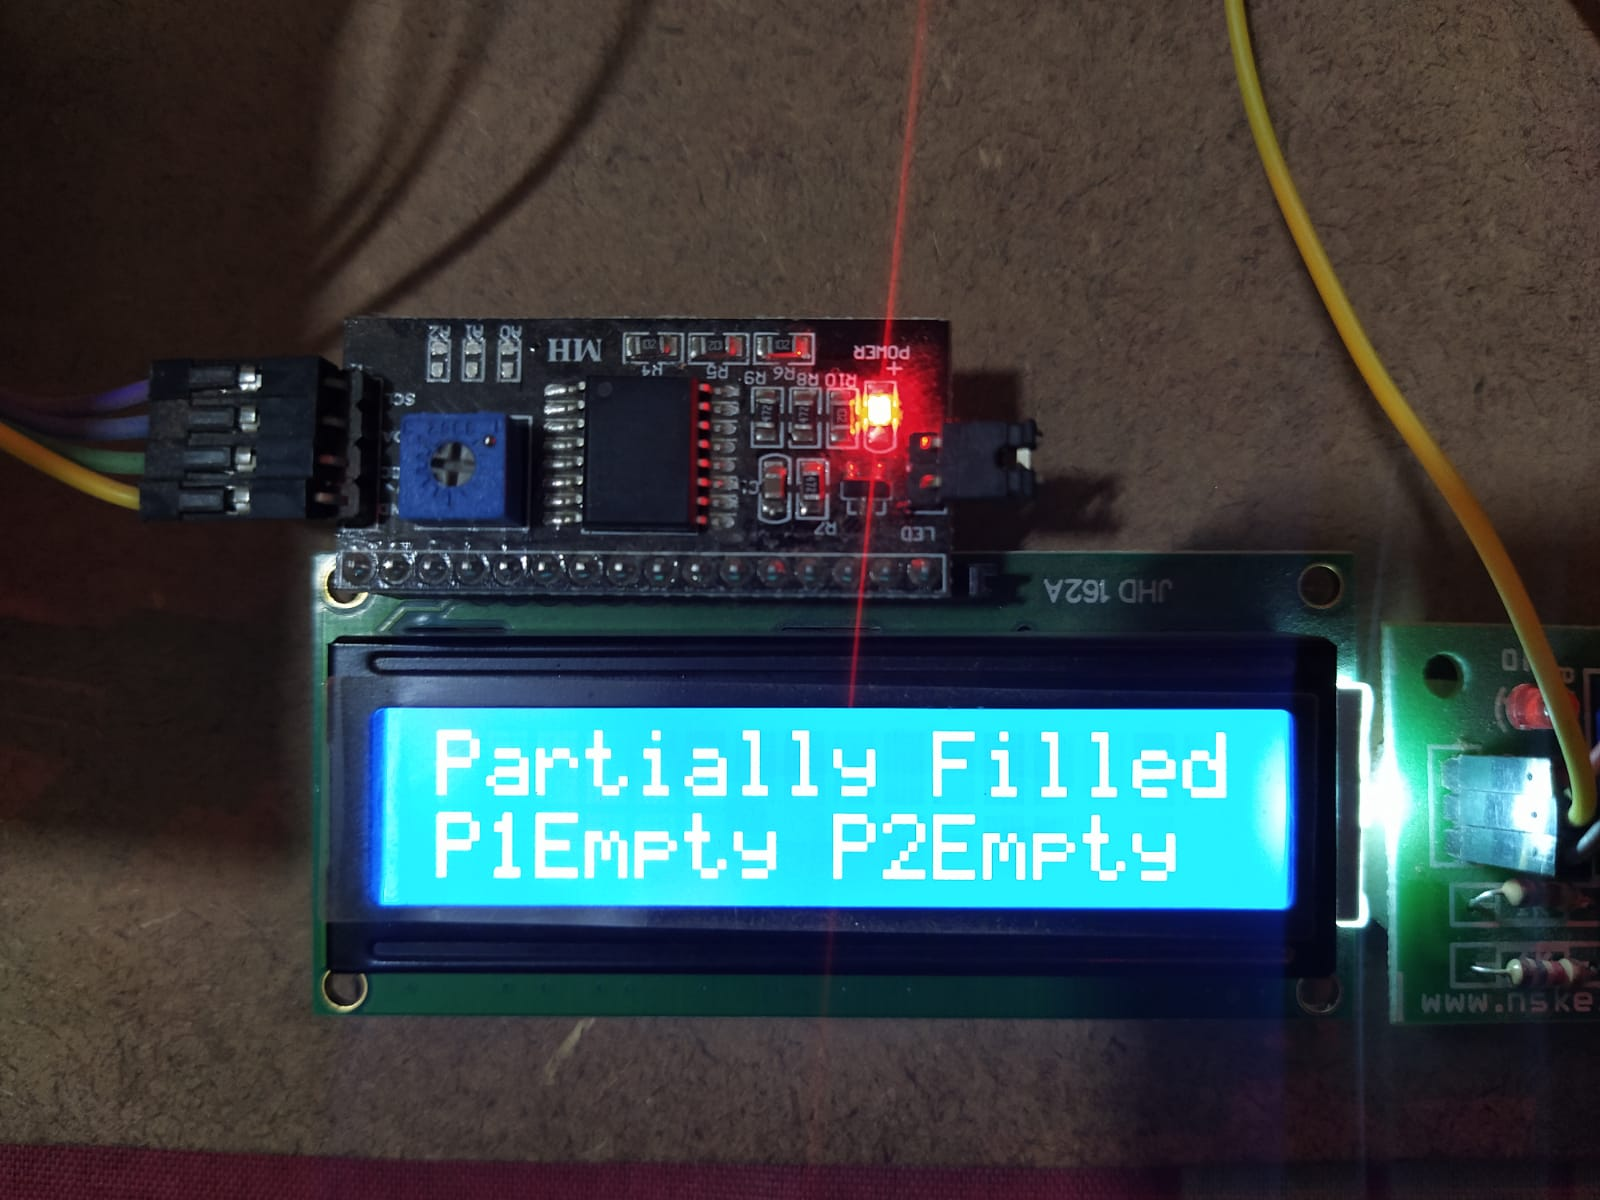 A2 A1 A0
MH
R4 R5 R6
POWER
+
R9 R8 R10
R7
LED
JHD 162A
Partially Filled
P1Empty P2Empty
www.nske